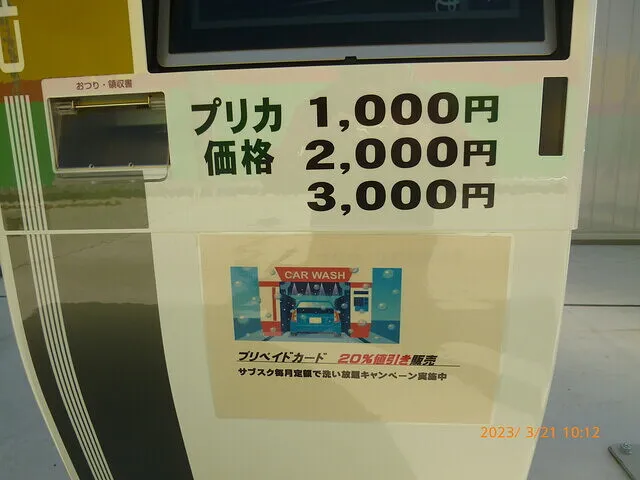 おつり・領収書
プリカ 1,000円
価格 2,000円
3,000円
CAR WASH
プリペイドカード 20%値引き販売
サブスク毎月定額で洗い放題キャンペーン実施中
2023/ 3/21 10:12